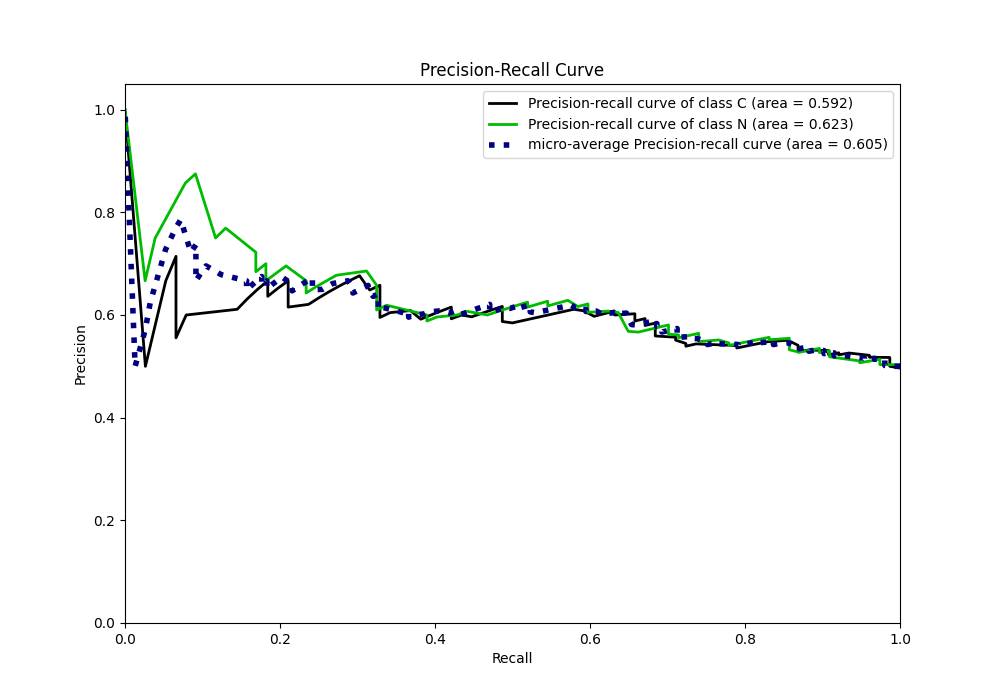 Precision-Recall Curve
Precision-recall curve of class C (area = 0.592)
Precision-recall curve of class N (area = 0.623)
micro-average Precision-recall curve (area = 0.605)
Precision
1.0
0.8
0.6
0.4
0.2
0.0
0.0 0.2 0.4 0.6 0.8 1.0
Recall